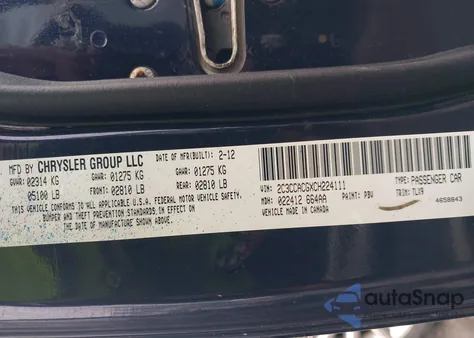 MFD BY CHRYSLER GROUP LLC DATE OF MFR(BUILT): 2-12
GVWR: 02314 KG GAWR FRONT: 01275 KG GAWR REAR: 01275 KG
05100 LB 02810 LB 02810 LB
THIS VEHICLE CONFORMS TO ALL APPLICABLE U.S.A. FEDERAL MOTOR VEHICLE SAFETY,
BUMPER AND THEFT PREVENTION STANDARDS IN EFFECT ON
THE DATE OF MANUFACTURE SHOWN ABOVE.
VIN: 2C3CCACGXCH224111 TYPE: PASSENGER CAR
MDH: 022412 664AA PAINT: PBV TRIM: TLV9
VEHICLE MADE IN CANADA 4658643
autoSnap